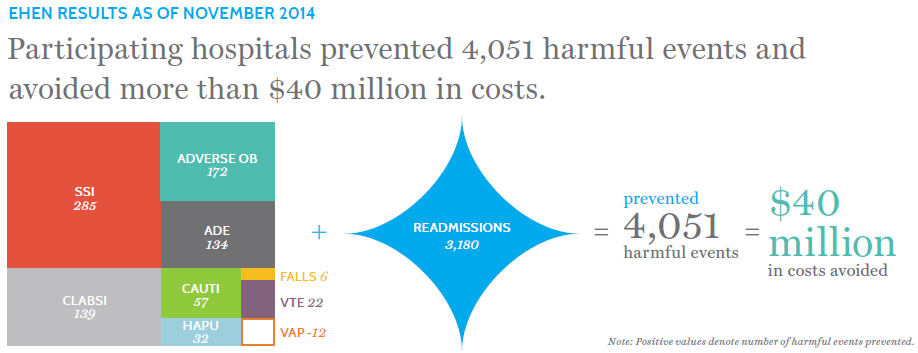 EHEN RESULTS AS OF NOVEMBER 2014
Participating hospitals prevented 4,051 harmful events and
avoided more than $40 million in costs.
SSI
285
ADVERSE OB
172
ADE
134
CLABSI
139
CAUTI
57
HAPU
32
FALLS 6
VTE 22
VAP -12
+
READMISSIONS
3,180
=
prevented
4,051
harmful events
=
$40
million
in costs avoided
Note: Positive values denote number of harmful events prevented.